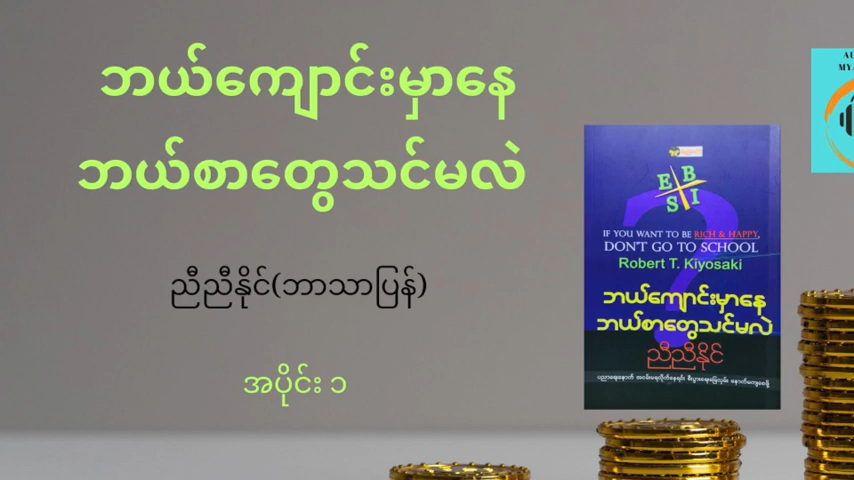 ဘယ်ကျောင်းမှာနေ
ဘယ်စာတွေသင်မလဲ
ညီညီနိုင်(ဘာသာပြန်)
အပိုင်း ၁
E B
S I
IF YOU WANT TO BE RICH & HAPPY,
DON'T GO TO SCHOOL
Robert T. Kiyosaki
ဘယ်ကျောင်းမှာနေ
ဘယ်စာတွေသင်မလဲ
ညီညီနိုင်